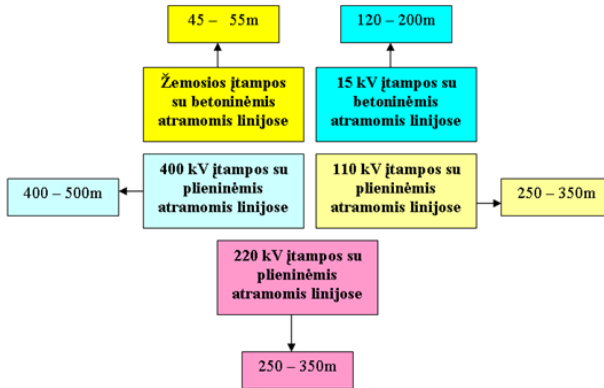 45 – 55m
120 – 200m
Žemosios įtampos
su betoninėmis
atramomis linijose
15 kV įtampos su
betoninėmis
atramomis linijose
400 kV įtampos su
plieninėmis
atramomis linijose
110 kV įtampos su
plieninėmis
atramomis linijose
400 – 500m
250 – 350m
220 kV įtampos su
plieninėmis
atramomis linijose
250 – 350m